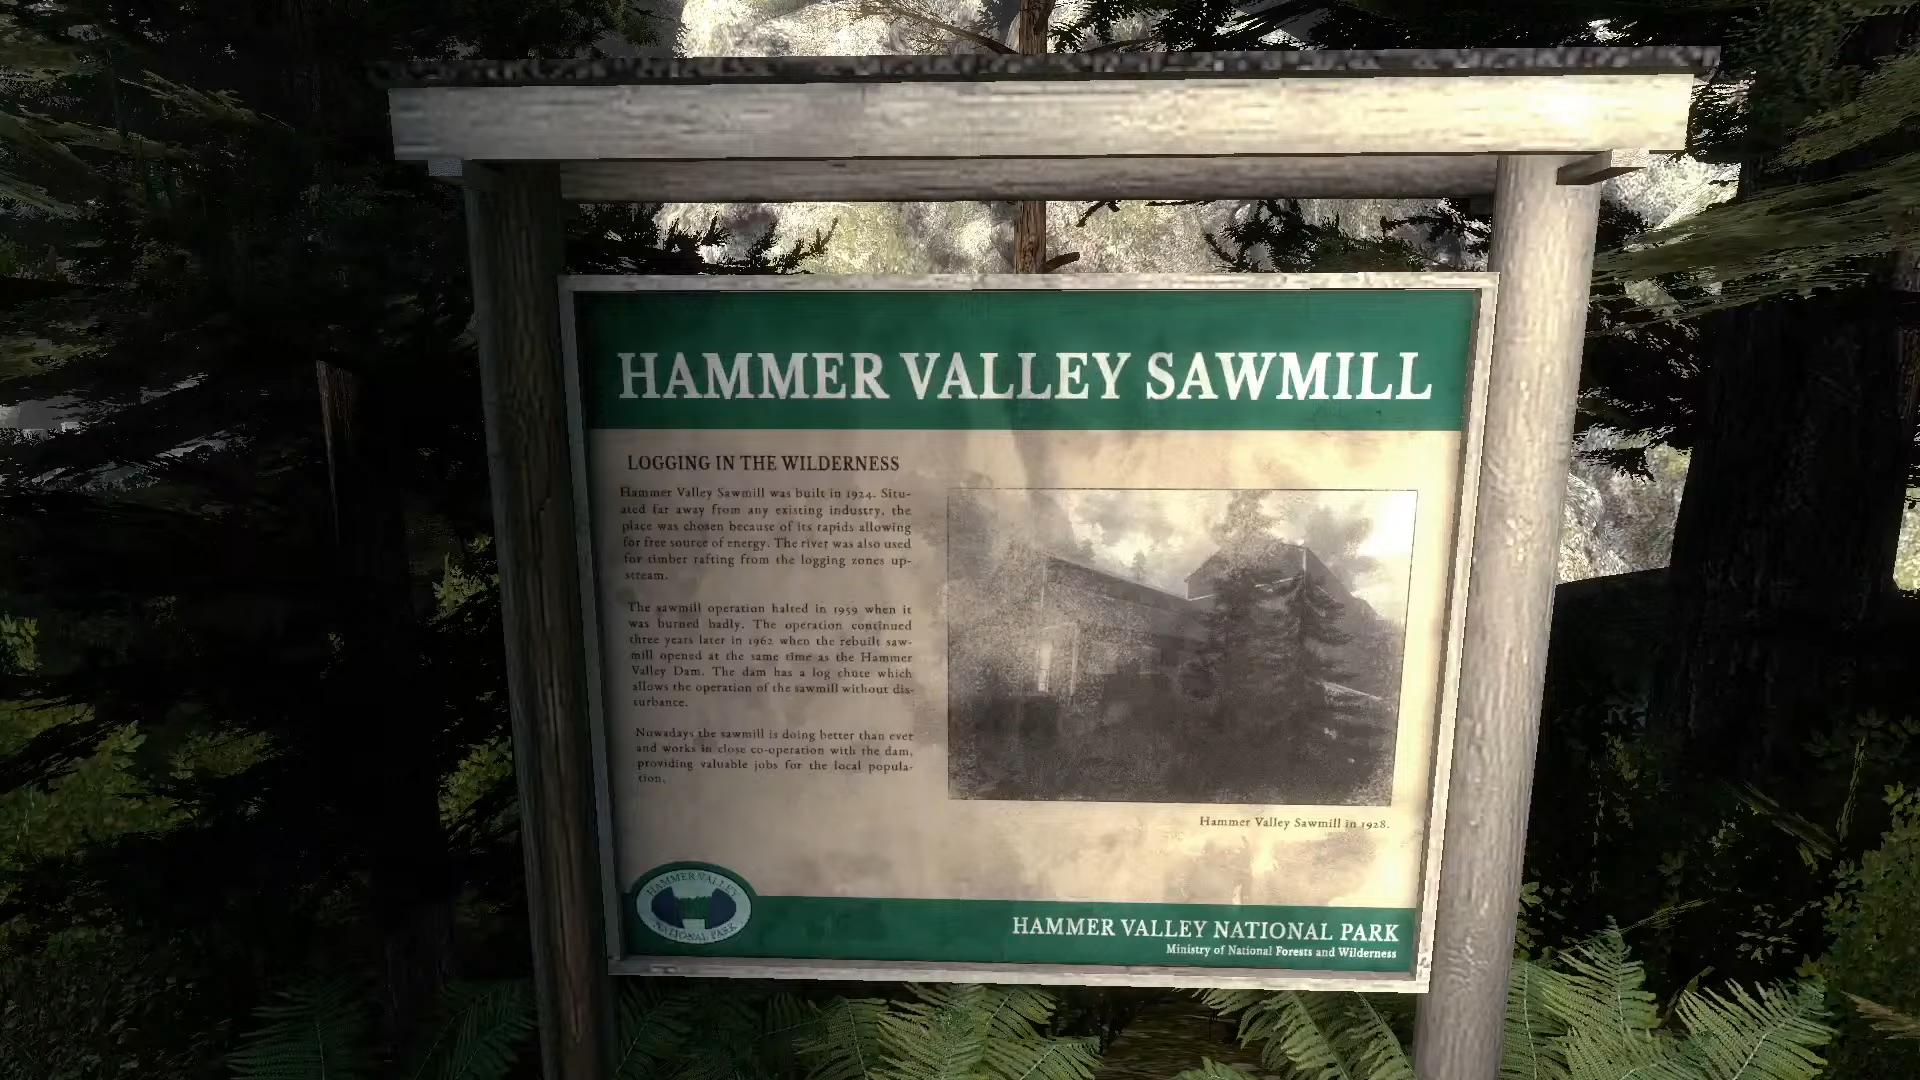 HAMMER VALLEY SAWMILL
LOGGING IN THE WILDERNESS
Hammer Valley Sawmill was built in 1924. Situ-
ated far away from any existing industry, the
place was chosen because of its rapids allowing
for free source of energy. The river was also used
for timber rafting from the logging zones up-
stream.
The sawmill operation halted in 1959 when it
was burned badly. The operation continued
three years later in 1962 when the rebuilt saw-
mill opened at the same time as the Hammer
Valley Dam. The dam has a log chute which
allows the operation of the sawmill without dis-
turbance.
Nowadays the sawmill is doing better than ever
and works in close co-operation with the dam,
providing valuable jobs for the local popula-
tion.
Hammer Valley Sawmill in 1928.
HAMMER VALLEY
NATIONAL PARK
HAMMER VALLEY NATIONAL PARK
Ministry of National Forests and Wilderness